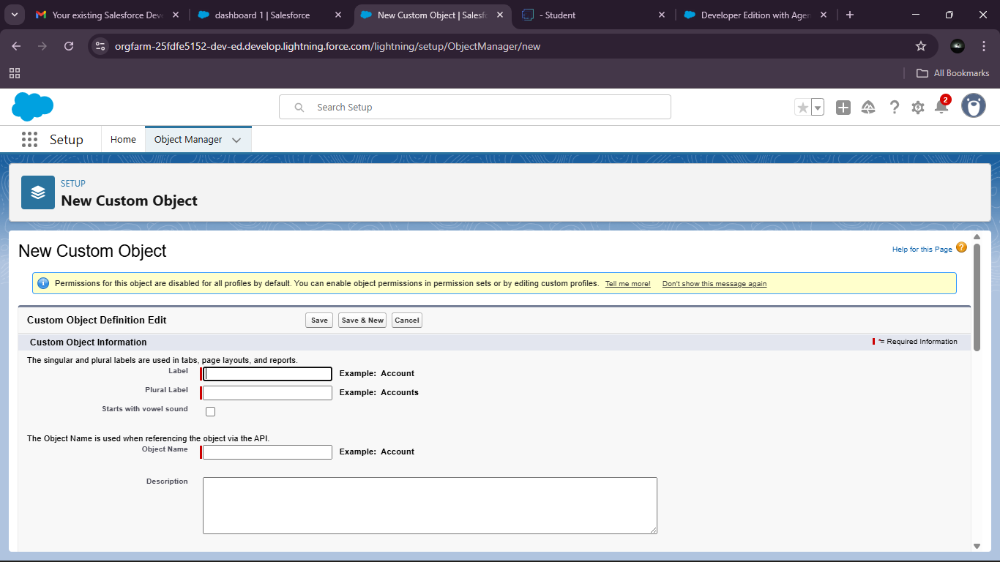 Your existing Salesforce Deve
dashboard 1 | Salesforce
New Custom Object | Salesf
- Student
Developer Edition with Agen
orgfarm-25fdfe5152-dev-ed.develop.lightning.force.com/lightning/setup/ObjectManager/new
All Bookmarks
Search Setup
2
Setup
Home
Object Manager
SETUP
New Custom Object
New Custom Object
Help for this Page ?
i Permissions for this object are disabled for all profiles by default. You can enable object permissions in permission sets or by editing custom profiles. Tell me more! Don't show this message again
Custom Object Definition Edit
Save
Save & New
Cancel
Custom Object Information
= Required Information
The singular and plural labels are used in tabs, page layouts, and reports.
Label
Example: Account
Plural Label
Example: Accounts
Starts with vowel sound
The Object Name is used when referencing the object via the API.
Object Name
Example: Account
Description